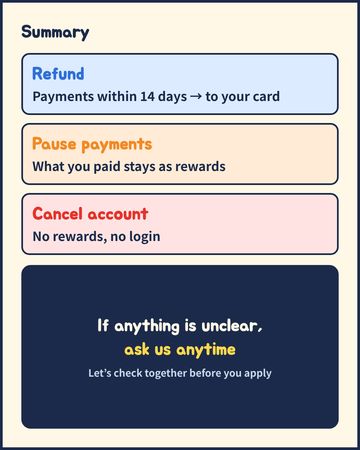 Summary
Refund
Payments within 14 days → to your card
Pause payments
What you paid stays as rewards
Cancel account
No rewards, no login
If anything is unclear,
ask us anytime
Let's check together before you apply